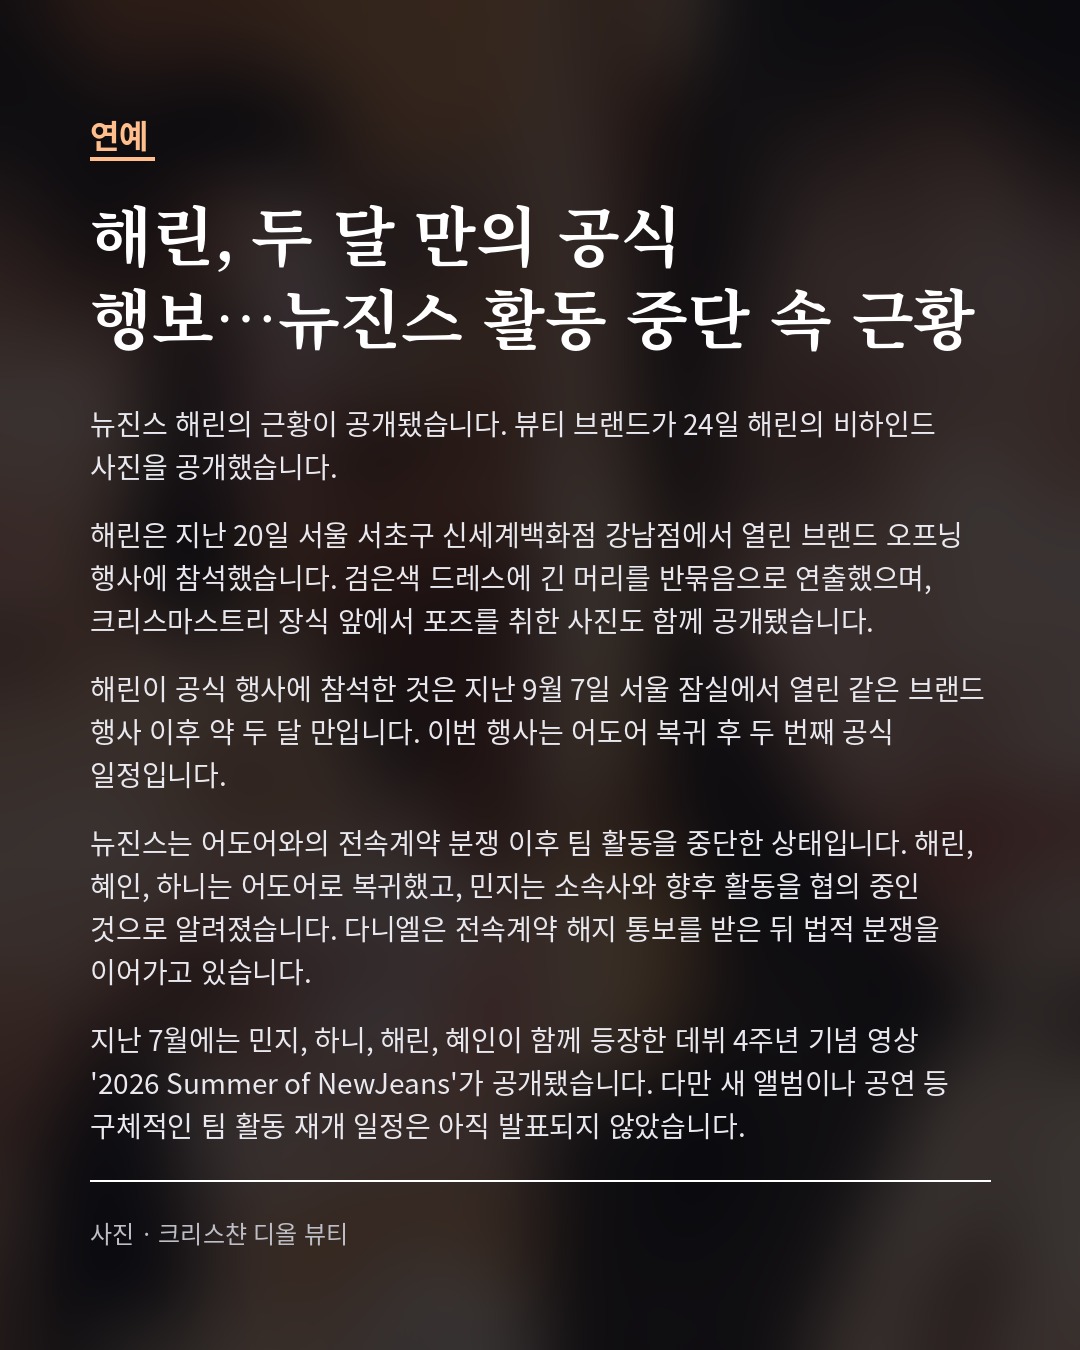 연예
해린, 두 달 만의 공식
행보…뉴진스 활동 중단 속 근황
뉴진스 해린의 근황이 공개됐습니다. 뷰티 브랜드가 24일 해린의 비하인드
사진을 공개했습니다.
해린은 지난 20일 서울 서초구 신세계백화점 강남점에서 열린 브랜드 오프닝
행사에 참석했습니다. 검은색 드레스에 긴 머리를 반묶음으로 연출했으며,
크리스마스트리 장식 앞에서 포즈를 취한 사진도 함께 공개됐습니다.
해린이 공식 행사에 참석한 것은 지난 9월 7일 서울 잠실에서 열린 같은 브랜드
행사 이후 약 두 달 만입니다. 이번 행사는 어도어 복귀 후 두 번째 공식
일정입니다.
뉴진스는 어도어와의 전속계약 분쟁 이후 팀 활동을 중단한 상태입니다. 해린,
혜인, 하니는 어도어로 복귀했고, 민지는 소속사와 향후 활동을 협의 중인
것으로 알려졌습니다. 다니엘은 전속계약 해지 통보를 받은 뒤 법적 분쟁을
이어가고 있습니다.
지난 7월에는 민지, 하니, 해린, 혜인이 함께 등장한 데뷔 4주년 기념 영상
'2026 Summer of NewJeans'가 공개됐습니다. 다만 새 앨범이나 공연 등
구체적인 팀 활동 재개 일정은 아직 발표되지 않았습니다.
사진 · 크리스챤 디올 뷰티